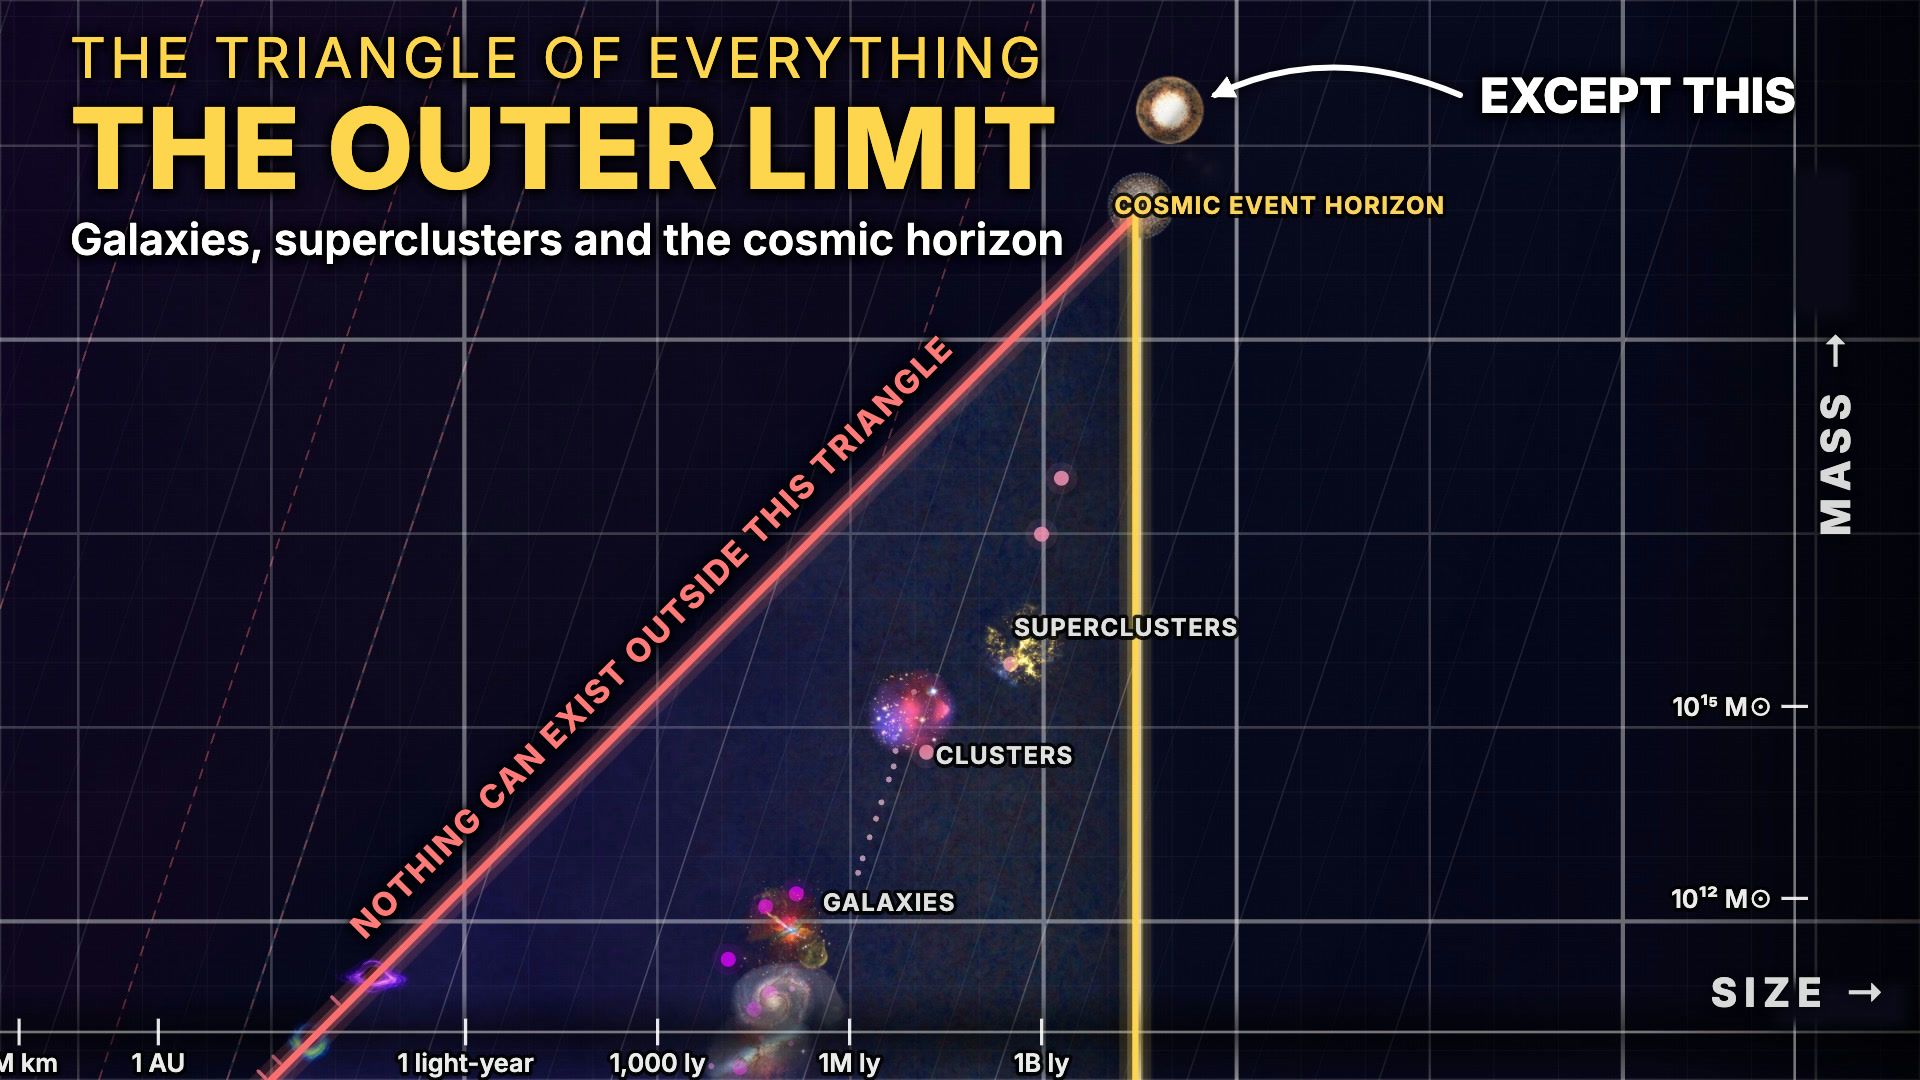 THE TRIANGLE OF EVERYTHING
THE OUTER LIMIT
Galaxies, superclusters and the cosmic horizon
EXCEPT THIS
COSMIC EVENT HORIZON
NOTHING CAN EXIST OUTSIDE THIS TRIANGLE
MASS →
SUPERCLUSTERS
10¹⁵ M☉
CLUSTERS
10¹² M☉
GALAXIES
SIZE →
M km
1 AU
1 light-year
1,000 ly
1M ly
1B ly